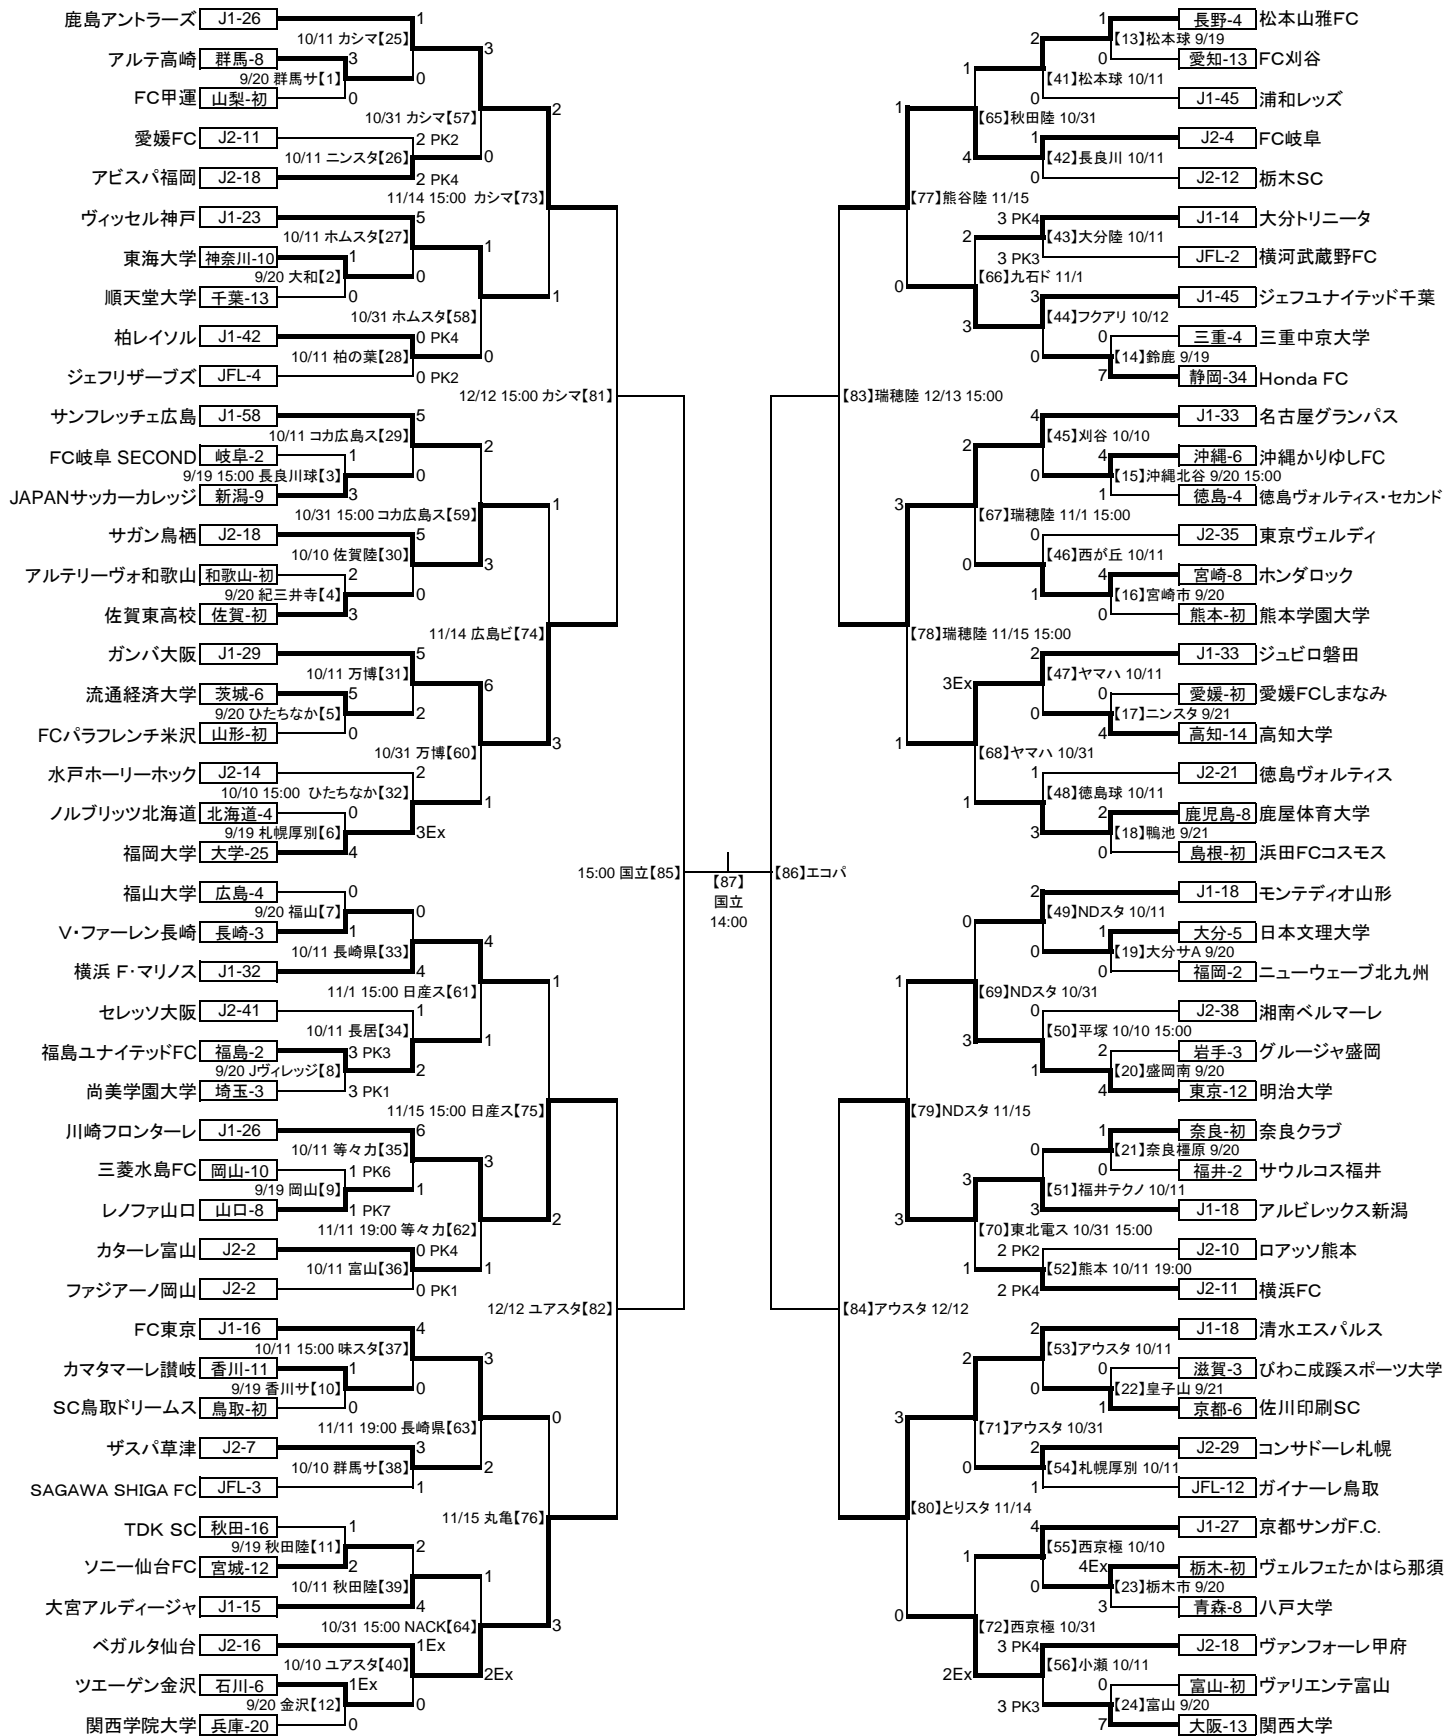 鹿島アントラーズ J1-26 1
10/11 カシマ【25】 3
アルテ高崎 群馬-8 3
9/20 群馬サ【1】 0
FC甲運 山梨-初 0
10/31 カシマ【57】 2
愛媛FC J2-11 2 PK2
10/11 ニンスタ【26】 0
アビスパ福岡 J2-18 2 PK4
11/14 15:00 カシマ【73】
ヴィッセル神戸 J1-23 5
10/11 ホムスタ【27】 1
東海大学 神奈川-10 1
9/20 大和【2】 0
順天堂大学 千葉-13 0
1
10/31 ホムスタ【58】
柏レイソル J1-42 0 PK4
10/11 柏の葉【28】 0
ジェフリザーブズ JFL-4 0 PK2
12/12 15:00 カシマ【81】
サンフレッチェ広島 J1-58 5
10/11 コカ広島ス【29】 2
FC岐阜 SECOND 岐阜-2 1
9/19 15:00 長良川球【3】 0
JAPANサッカーカレッジ 新潟-9 3
10/31 15:00 コカ広島ス【59】 1
サガン鳥栖 J2-18 5
10/10 佐賀陸【30】 3
アルテリーヴォ和歌山 和歌山-初 2
9/20 紀三井寺【4】 0
佐賀東高校 佐賀-初 3
11/14 広島ビ【74】
ガンバ大阪 J1-29 5
10/11 万博【31】 6
流通経済大学 茨城-6 5
9/20 ひたちなか【5】 2
FCパラフレンチ米沢 山形-初 0
10/31 万博【60】 3
水戸ホーリーホック J2-14 2
10/10 15:00 ひたちなか【32】 1
ノルブリッツ北海道 北海道-4 0
9/19 札幌厚別【6】 3Ex
福岡大学 大学-25 4
15:00 国立【85】
福山大学 広島-4 0
9/20 福山【7】 0
V・ファーレン長崎 長崎-3 1
10/11 長崎県【33】 4
横浜 F・マリノス J1-32 4
11/1 15:00 日産ス【61】 1
セレッソ大阪 J2-41 1
10/11 長居【34】 1
福島ユナイテッドFC 福島-2 3 PK3
9/20 Jヴィレッジ【8】 2
尚美学園大学 埼玉-3 3 PK1
11/15 15:00 日産ス【75】
川崎フロンターレ J1-26 6
10/11 等々力【35】 3
三菱水島FC 岡山-10 1 PK6
9/19 岡山【9】 1
レノファ山口 山口-8 1 PK7
11/11 19:00 等々力【62】 2
カターレ富山 J2-2 0 PK4
10/11 富山【36】 1
ファジアーノ岡山 J2-2 0 PK1
12/12 ユアスタ【82】
FC東京 J1-16 4
10/11 15:00 味スタ【37】 3
カマタマーレ讃岐 香川-11 1
9/19 香川サ【10】 0
SC鳥取ドリームス 鳥取-初 0
11/11 19:00 長崎県【63】 0
ザスパ草津 J2-7 3
10/10 群馬サ【38】 2
SAGAWA SHIGA FC JFL-3 1
11/15 丸亀【76】
TDK SC 秋田-16 1
9/19 秋田陸【11】 2
ソニー仙台FC 宮城-12 2
10/11 秋田陸【39】 1
大宮アルディージャ J1-15 4
10/31 15:00 NACK【64】 3
ベガルタ仙台 J2-16 1Ex
10/10 ユアスタ【40】 2Ex
ツエーゲン金沢 石川-6 1Ex
9/20 金沢【12】 0
関西学院大学 兵庫-20 0
【87】
国立
14:00
1 長野-4 松本山雅FC
2 【13】松本球 9/19
0 愛知-13 FC刈谷
1 【41】松本球 10/11
0 J1-45 浦和レッズ
1 【65】秋田陸 10/31
1 J2-4 FC岐阜
4 【42】長良川 10/11
0 J2-12 栃木SC
【77】熊谷陸 11/15
3 PK4 J1-14 大分トリニータ
2 【43】大分陸 10/11
3 PK3 JFL-2 横河武蔵野FC
0 【66】九石ド 11/1
3 J1-45 ジェフユナイテッド千葉
3 【44】フクアリ 10/12
0 三重-4 三重中京大学
0 【14】鈴鹿 9/19
7 静岡-34 Honda FC
【83】瑞穂陸 12/13 15:00
4 J1-33 名古屋グランパス
2 【45】刈谷 10/10
4 沖縄-6 沖縄かりゆしFC
0 【15】沖縄北谷 9/20 15:00
1 徳島-4 徳島ヴォルティス・セカンド
3 【67】瑞穂陸 11/1 15:00
0 J2-35 東京ヴェルディ
0 【46】西が丘 10/11
4 宮崎-8 ホンダロック
1 【16】宮崎市 9/20
0 熊本-初 熊本学園大学
【78】瑞穂陸 11/15 15:00
2 J1-33 ジュビロ磐田
3Ex 【47】ヤマハ 10/11
0 愛媛-初 愛媛FCしまなみ
0 【17】ニンスタ 9/21
4 高知-14 高知大学
1 【68】ヤマハ 10/31
1 J2-21 徳島ヴォルティス
1 【48】徳島球 10/11
2 鹿児島-8 鹿屋体育大学
3 【18】鴨池 9/21
0 島根-初 浜田FCコスモス
【86】エコパ
2 J1-18 モンテディオ山形
0 【49】NDスタ 10/11
1 大分-5 日本文理大学
0 【19】大分サA 9/20
0 福岡-2 ニューウェーブ北九州
1 【69】NDスタ 10/31
0 J2-38 湘南ベルマーレ
3 【50】平塚 10/10 15:00
2 岩手-3 グルージャ盛岡
1 【20】盛岡南 9/20
4 東京-12 明治大学
【79】NDスタ 11/15
1 奈良-初 奈良クラブ
0 【21】奈良橿原 9/20
0 福井-2 サウルコス福井
3 【51】福井テクノ 10/11
3 J1-18 アルビレックス新潟
3 【70】東北電ス 10/31 15:00
2 PK2 J2-10 ロアッソ熊本
1 【52】熊本 10/11 19:00
2 PK4 J2-11 横浜FC
【84】アウスタ 12/12
2 J1-18 清水エスパルス
2 【53】アウスタ 10/11
0 滋賀-3 びわこ成蹊スポーツ大学
0 【22】皇子山 9/21
1 京都-6 佐川印刷SC
3 【71】アウスタ 10/31
2 J2-29 コンサドーレ札幌
0 【54】札幌厚別 10/11
1 JFL-12 ガイナーレ鳥取
【80】とりスタ 11/14
4 J1-27 京都サンガF.C.
1 【55】西京極 10/10
4Ex 栃木-初 ヴェルフェたかはら那須
0 【23】栃木市 9/20
3 青森-8 八戸大学
0 【72】西京極 10/31
3 PK4 J2-18 ヴァンフォーレ甲府
2Ex 【56】小瀬 10/11
0 富山-初 ヴァリエンテ富山
3 PK3 【24】富山 9/20
7 大阪-13 関西大学